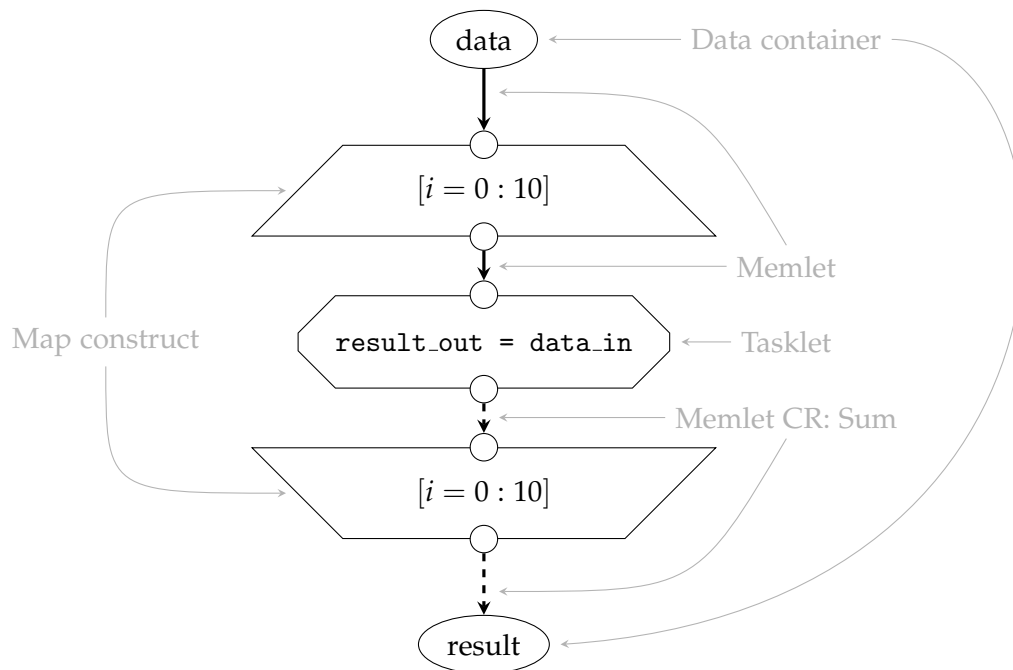 data
Data container
[i = 0 : 10]
Memlet
Map construct
result_out = data_in
Tasklet
Memlet CR: Sum
[i = 0 : 10]
result